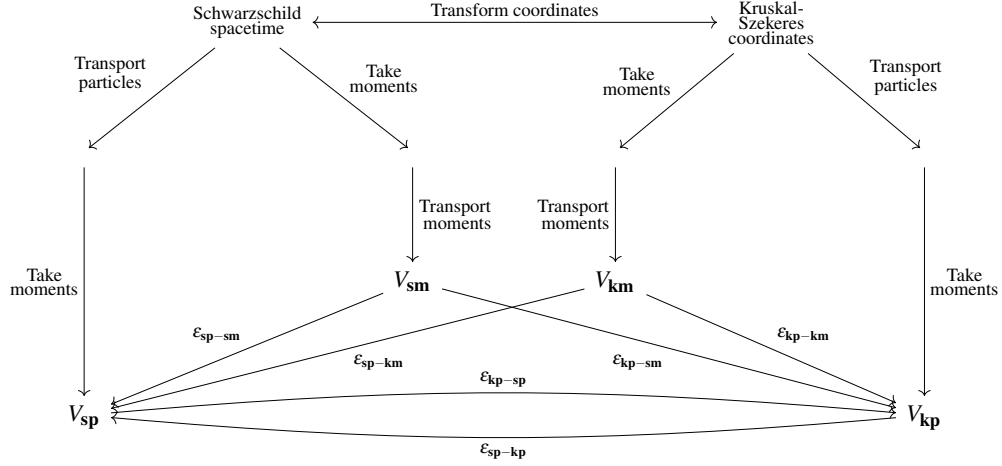 Schwarzschild
spacetime
Transform coordinates
Kruskal-
Szekeres
coordinates
Transport
particles
Take
moments
Take
moments
Transport
particles
Transport
moments
Transport
moments
Take
moments
Take
moments
V_sm
V_km
ε_sp−sm
ε_kp−km
ε_sp−km
ε_kp−sm
ε_kp−sp
V_sp
V_kp
ε_sp−kp